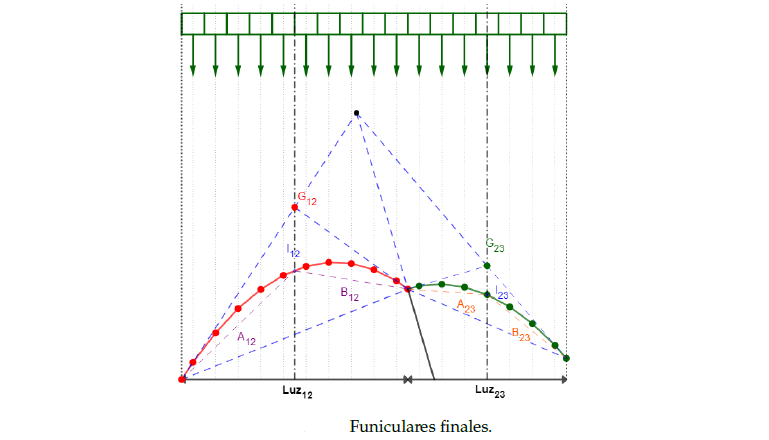 G12
G23
I12
B12
I23
A23
A12
B23
Luz12
Luz23
Funiculares finales.